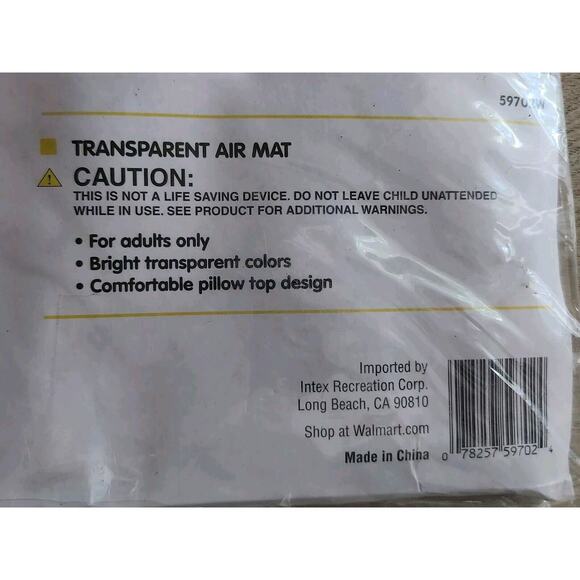 59702W
TRANSPARENT AIR MAT
CAUTION:
THIS IS NOT A LIFE SAVING DEVICE. DO NOT LEAVE CHILD UNATTENDED
WHILE IN USE. SEE PRODUCT FOR ADDITIONAL WARNINGS.
• For adults only
• Bright transparent colors
• Comfortable pillow top design
Imported by
Intex Recreation Corp.
Long Beach, CA 90810
Shop at Walmart.com
Made in China
0 78257 59702 4